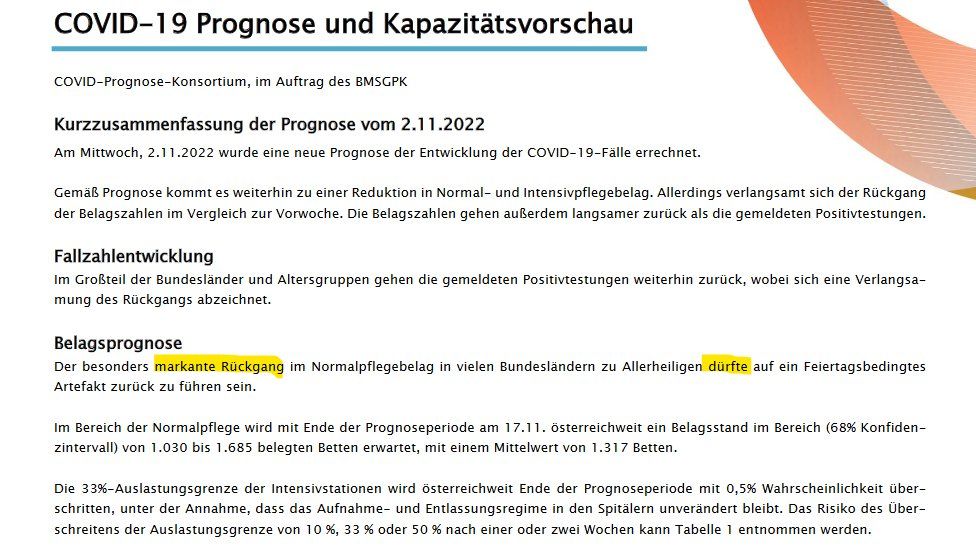 COVID-19 Prognose und Kapazitätsvorschau
COVID-Prognose-Konsortium, im Auftrag des BMSGPK
Kurzzusammenfassung der Prognose vom 2.11.2022
Am Mittwoch, 2.11.2022 wurde eine neue Prognose der Entwicklung der COVID-19-Fälle errechnet.
Gemäß Prognose kommt es weiterhin zu einer Reduktion in Normal- und Intensivpflegebelag. Allerdings verlangsamt sich der Rückgang
der Belagszahlen im Vergleich zur Vorwoche. Die Belagszahlen gehen außerdem langsamer zurück als die gemeldeten Positivtestungen.
Fallzahlentwicklung
Im Großteil der Bundesländer und Altersgruppen gehen die gemeldeten Positivtestungen weiterhin zurück, wobei sich eine Verlangsa-
mung des Rückgangs abzeichnet.
Belagsprognose
Der besonders markante Rückgang im Normalpflegebelag in vielen Bundesländern zu Allerheiligen dürfte auf ein Feiertagsbedingtes
Artefakt zurück zu führen sein.
Im Bereich der Normalpflege wird mit Ende der Prognoseperiode am 17.11. österreichweit ein Belagsstand im Bereich (68% Konfiden-
zintervall) von 1.030 bis 1.685 belegten Betten erwartet, mit einem Mittelwert von 1.317 Betten.
Die 33%-Auslastungsgrenze der Intensivstationen wird österreichweit Ende der Prognoseperiode mit 0,5% Wahrscheinlichkeit über-
schritten, unter der Annahme, dass das Aufnahme- und Entlassungsregime in den Spitälern unverändert bleibt. Das Risiko des Über-
schreitens der Auslastungsgrenze von 10 %, 33 % oder 50 % nach einer oder zwei Wochen kann Tabelle 1 entnommen werden.